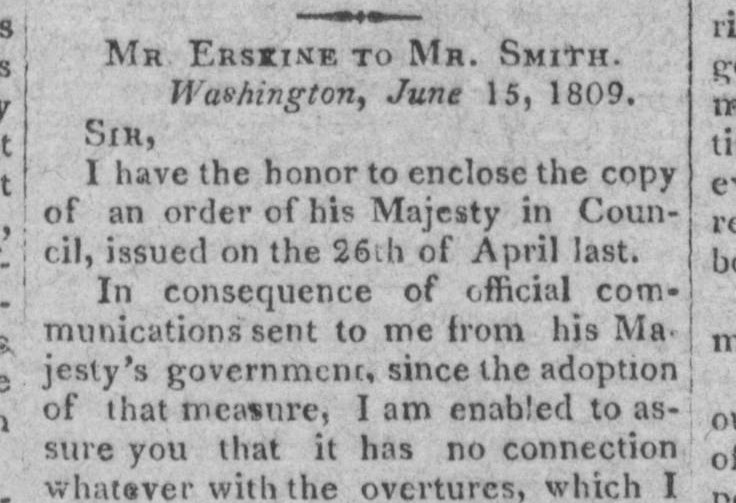 MR ERSKINE TO MR. SMITH.
Washington, June 15, 1809.
SIR,
I have the honor to enclose the copy
of an order of his Majesty in Coun-
cil, issued on the 26th of April last.
In consequence of official com-
munications sent to me from his Ma-
jesty's government, since the adoption
of that measure, I am enabled to as-
sure you that it has no connection
whatever with the overtures, which I